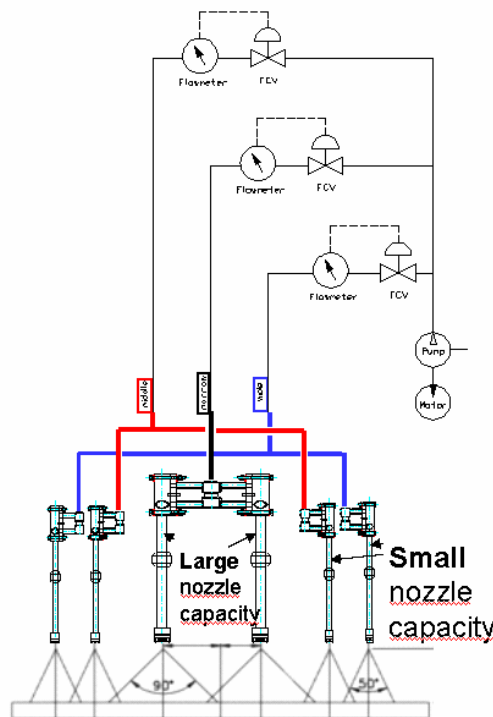 Flowmeter
FCV
Flowmeter
FCV
Flowmeter
FCV
Pump
Motor
middle
narrow
wide
Large
nozzle
capacity
Small
nozzle
capacity
90°
50°